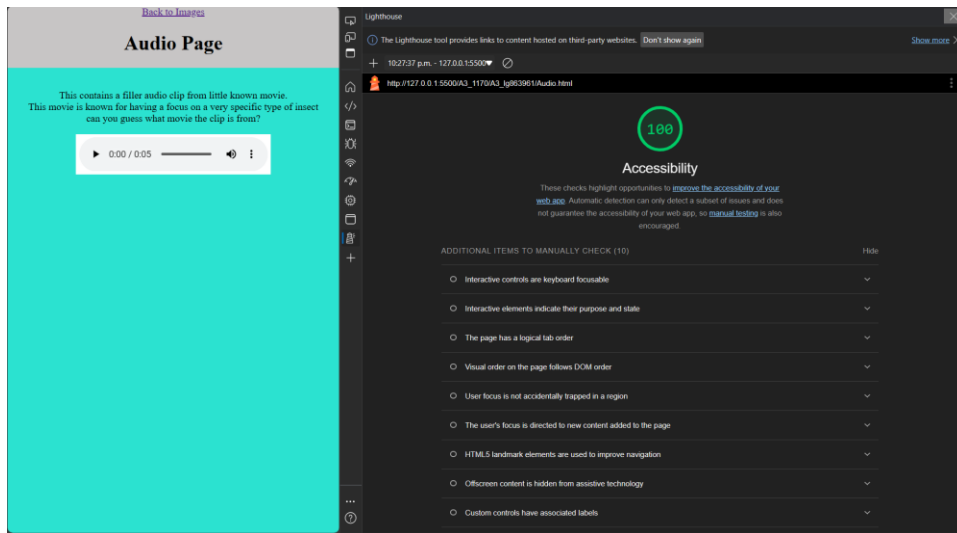 Back to Images
Audio Page
This contains a filler audio clip from little known movie.
This movie is known for having a focus on a very specific type of insect
can you guess what movie the clip is from?
0:00 / 0:05
Lighthouse
The Lighthouse tool provides links to content hosted on third-party websites. Don't show again Show more
10:27:37 p.m. - 127.0.0.1:5500
http://127.0.0.1:5500/A3_1170/A3_lg863961/Audio.html
100
Accessibility
These checks highlight opportunities to improve the accessibility of your
web app. Automatic detection can only detect a subset of issues and does
not guarantee the accessibility of your web app, so manual testing is also
encouraged.
ADDITIONAL ITEMS TO MANUALLY CHECK (10) Hide
Interactive controls are keyboard focusable
Interactive elements indicate their purpose and state
The page has a logical tab order
Visual order on the page follows DOM order
User focus is not accidentally trapped in a region
The user's focus is directed to new content added to the page
HTML5 landmark elements are used to improve navigation
Offscreen content is hidden from assistive technology
Custom controls have associated labels